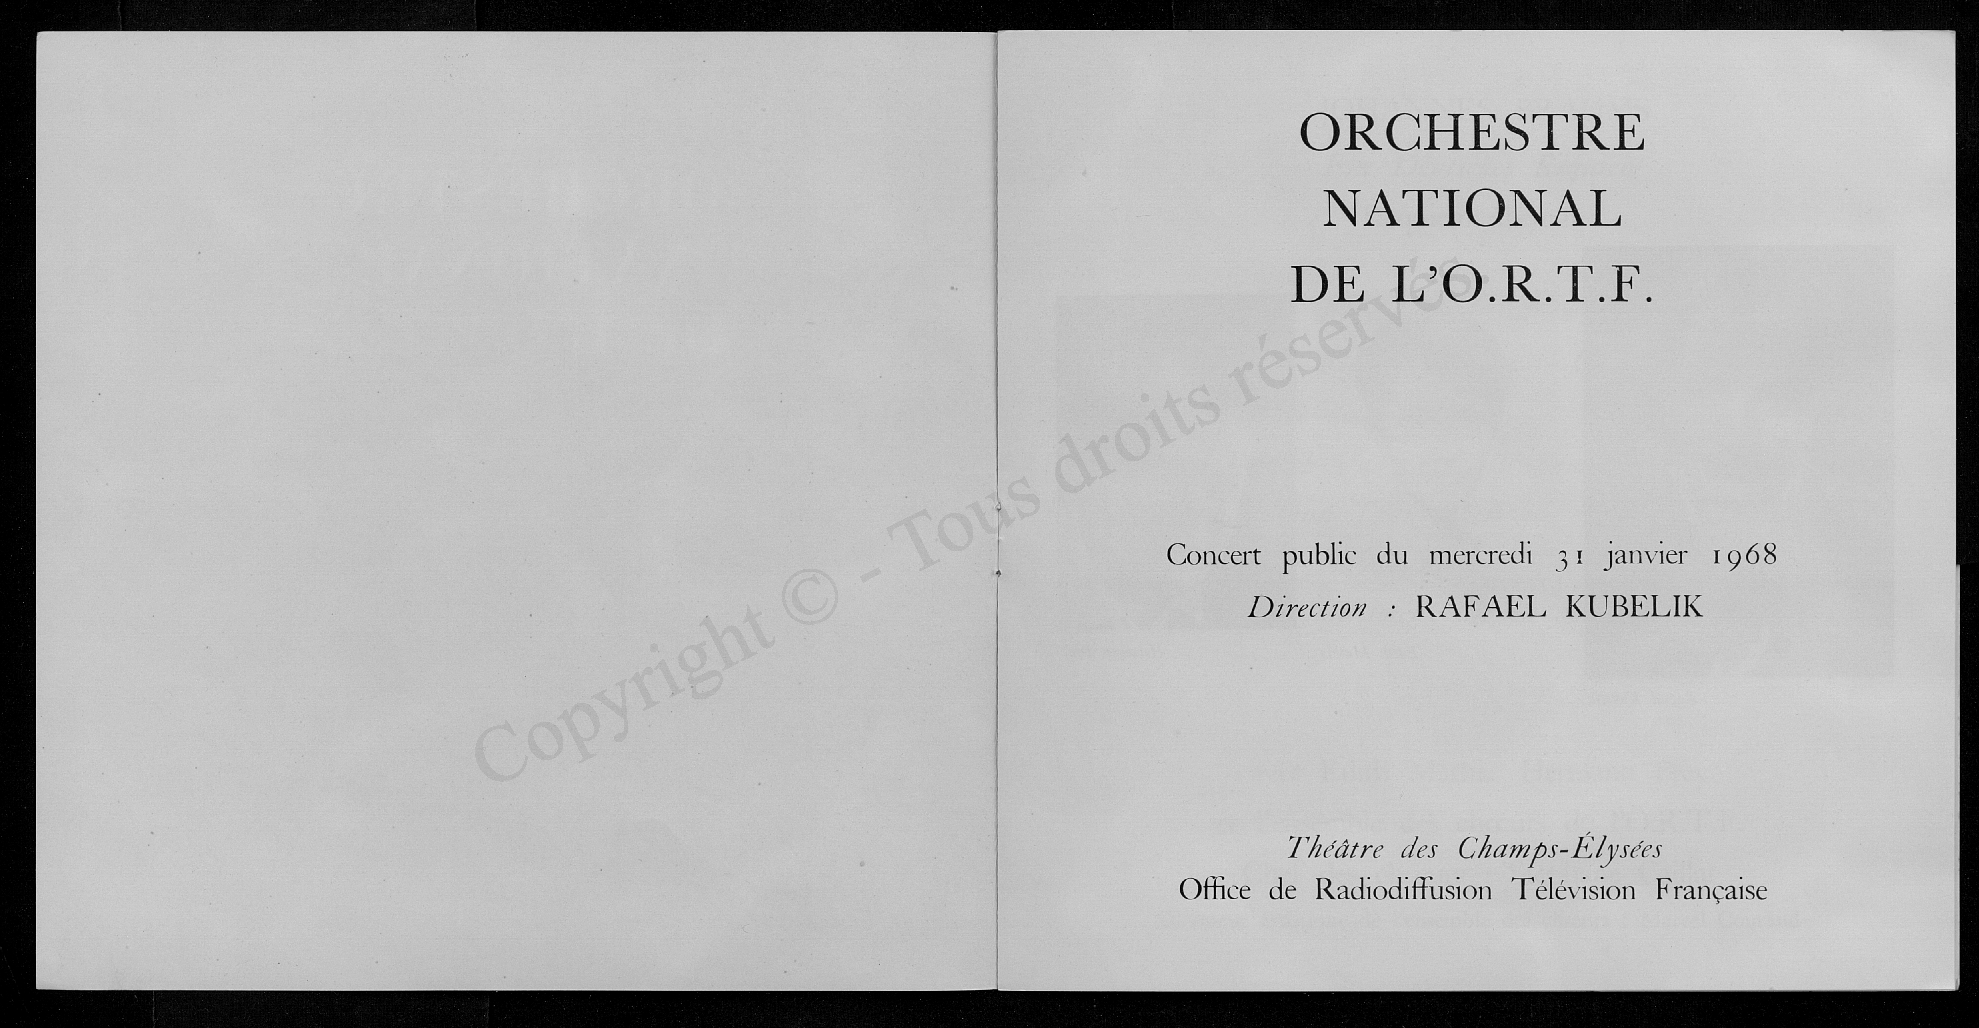 ORCHESTRE
NATIONAL
DE L'O.R.T.F.
Concert public du mercredi 31 janvier 1968
Direction : RAFAEL KUBELIK
Théâtre des Champs-Élysées
Office de Radiodiffusion Télévision Française
Copyright © - Tous droits réservés.